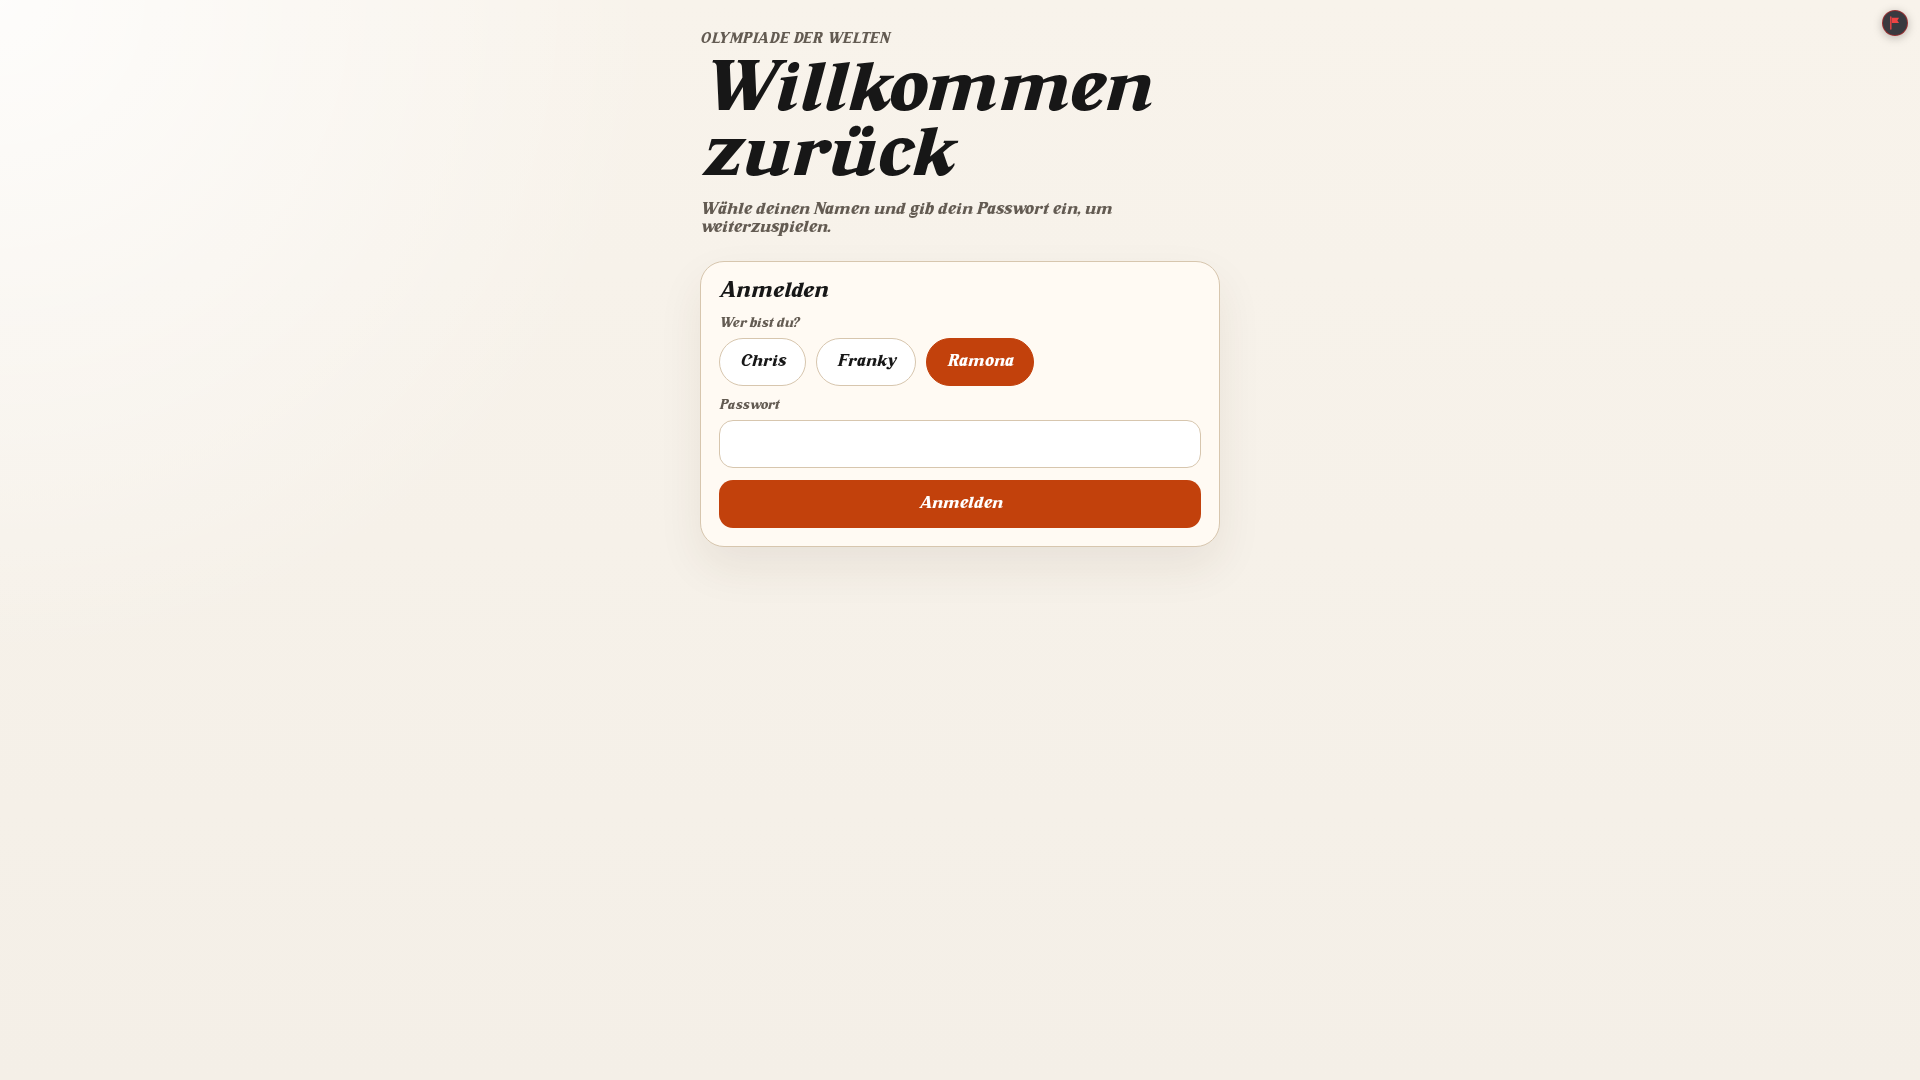 OLYMPIADE DER WELTEN
Willkommen
zurück
Wähle deinen Namen und gib dein Passwort ein, um
weiterzuspielen.
Anmelden
Wer bist du?
Chris Franky Ramona
Passwort
Anmelden